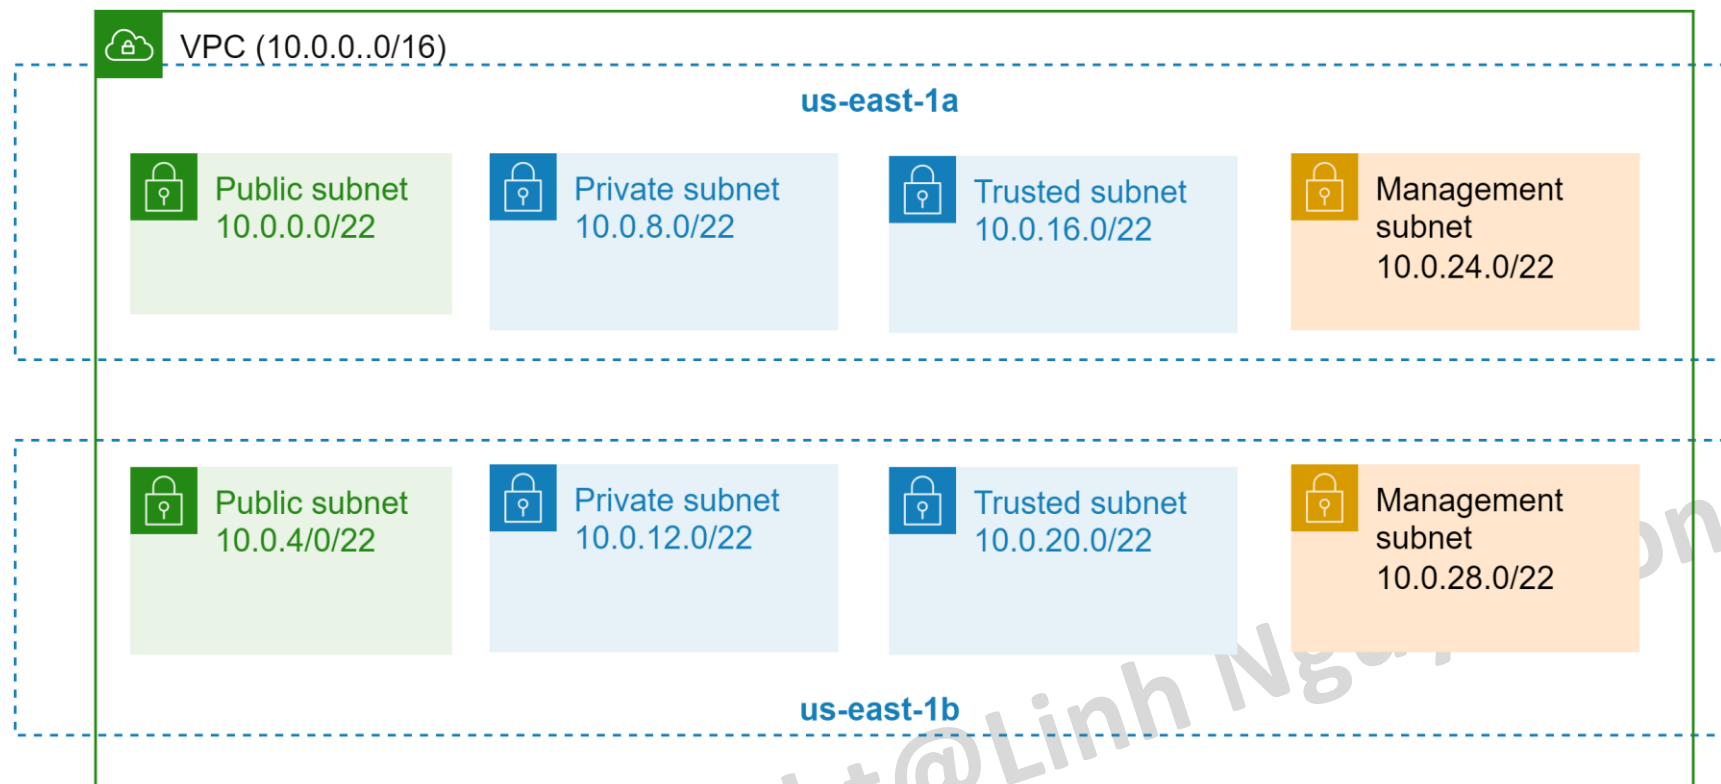 VPC (10.0.0..0/16)
us-east-1a
Public subnet
10.0.0.0/22
Private subnet
10.0.8.0/22
Trusted subnet
10.0.16.0/22
Management
subnet
10.0.24.0/22
Public subnet
10.0.4/0/22
Private subnet
10.0.12.0/22
Trusted subnet
10.0.20.0/22
Management
subnet
10.0.28.0/22
us-east-1b
@Linh